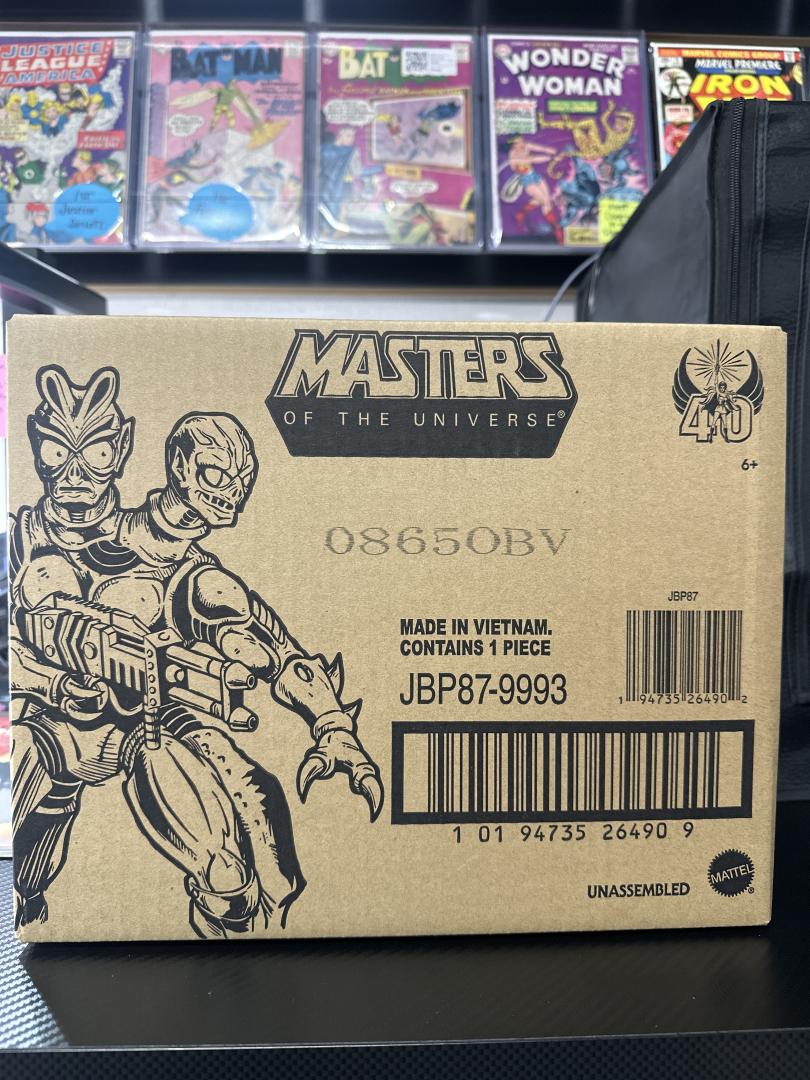 JUSTICE
LEAGUE
AMERICA
BATMAN
BAT
WONDER
WOMAN
MARVEL COMICS GROUP
MARVEL PREMIERE
IRON
MASTERS
OF THE UNIVERSE®
40
6+
08650BV
JBP87
MADE IN VIETNAM.
CONTAINS 1 PIECE
JBP87-9993
1 94735 26490 2
1 01 94735 26490 9
UNASSEMBLED
MATTEL